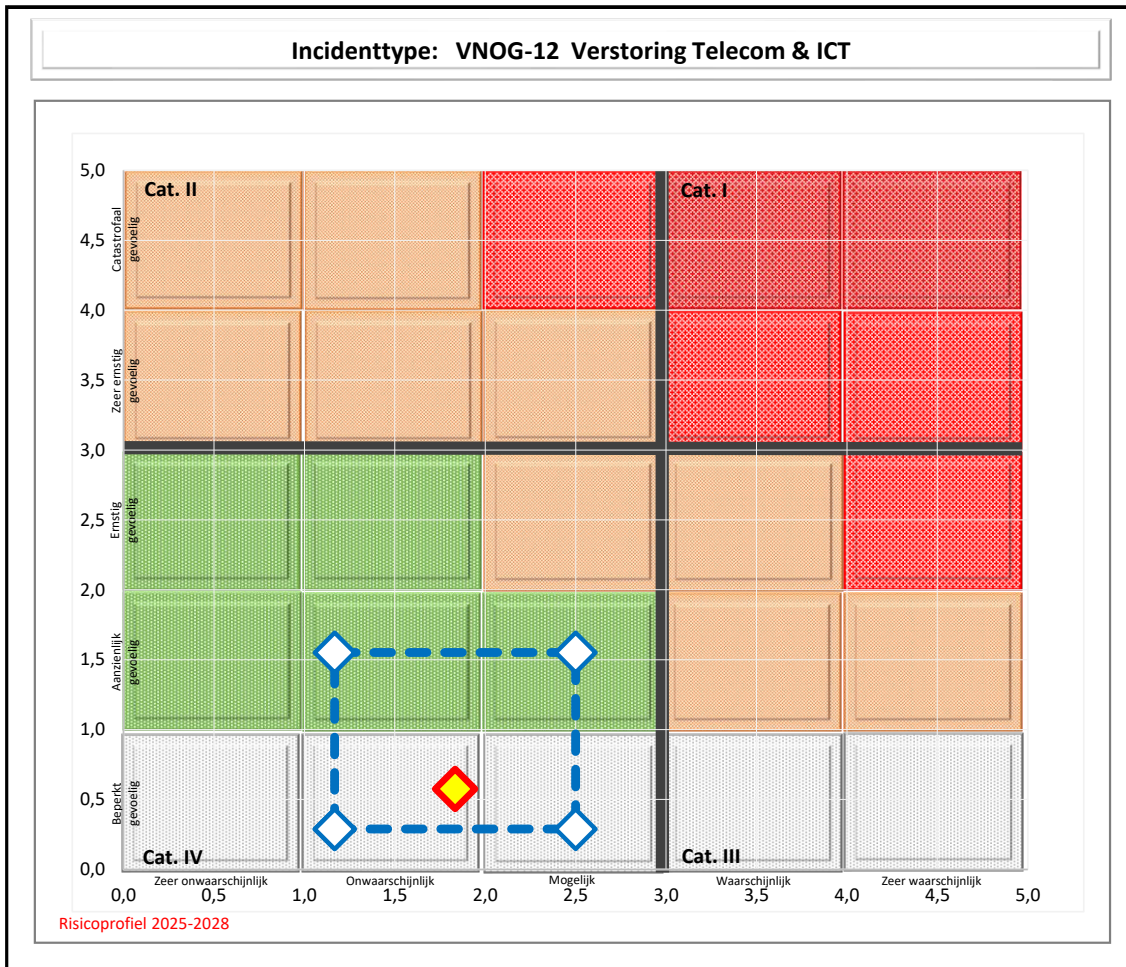 Incidenttype: VNOG-12 Verstoring Telecom & ICT
5,0
Cat. II
Cat. I
Catastrofaal
gevoelig
4,5
4,0
Zeer ernstig
gevoelig
3,5
3,0
Ernstig
gevoelig
2,5
2,0
Aanzienlijk
gevoelig
1,5
1,0
Beperkt
gevoelig
0,5
Cat. IV
Cat. III
0,0
Zeer onwaarschijnlijk Onwaarschijnlijk Mogelijk Waarschijnlijk Zeer waarschijnlijk
0,0 0,5 1,0 1,5 2,0 2,5 3,0 3,5 4,0 4,5 5,0
Risicoprofiel 2025-2028